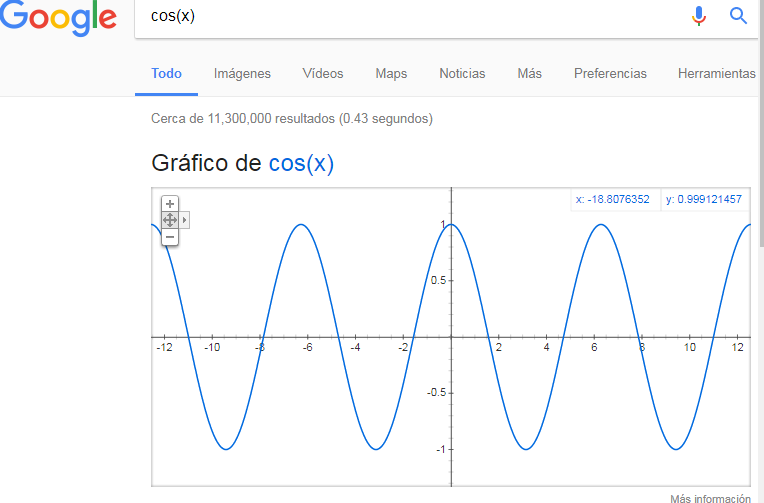 Google
cos(x)
Todo Imágenes Vídeos Maps Noticias Más Preferencias Herramientas
Cerca de 11,300,000 resultados (0.43 segundos)
Gráfico de cos(x)
x: -18.8076352 y: 0.999121457
+
−
1
0.5
-12 -10 -8 -6 -4 -2 2 4 6 8 10 12
-0.5
-1
Más información